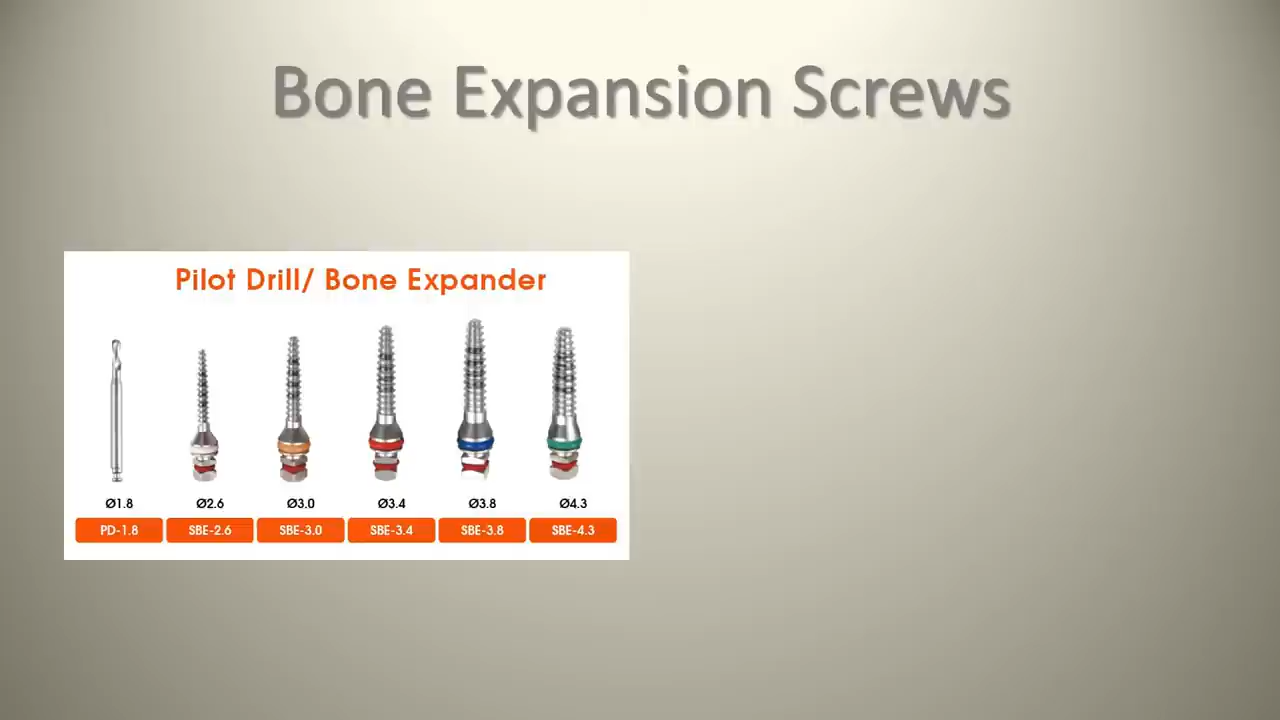 Bone Expansion Screws
Pilot Drill/ Bone Expander
Ø1.8 Ø2.6 Ø3.0 Ø3.4 Ø3.8 Ø4.3
PD-1.8 SBE-2.6 SBE-3.0 SBE-3.4 SBE-3.8 SBE-4.3